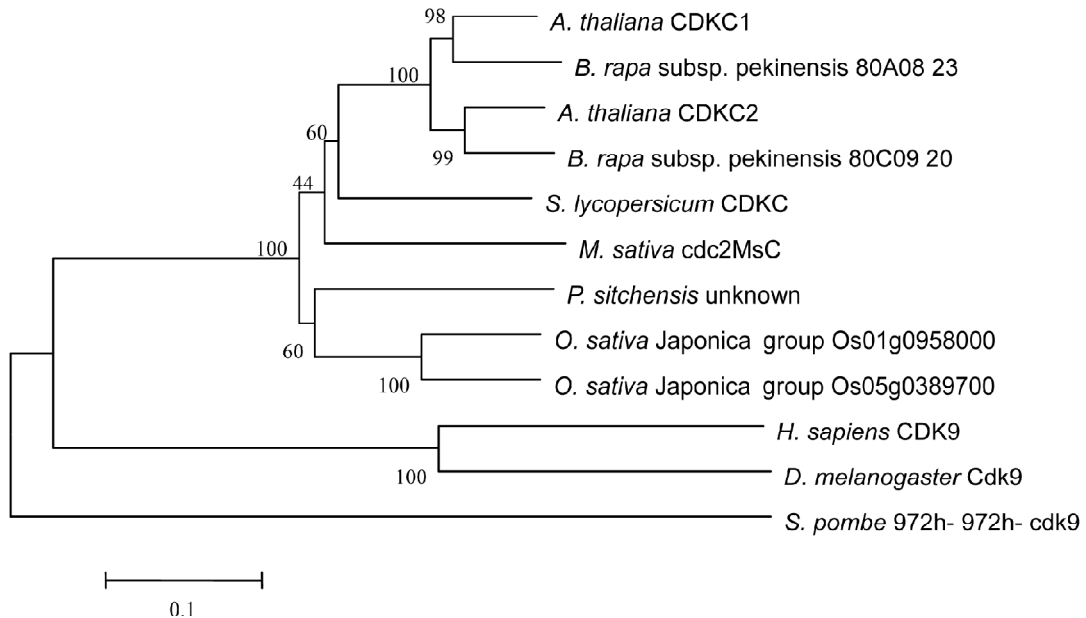 98
A. thaliana CDKC1
B. rapa subsp. pekinensis 80A08 23
100
A. thaliana CDKC2
60
99
B. rapa subsp. pekinensis 80C09 20
44
S. lycopersicum CDKC
100
M. sativa cdc2MsC
P. sitchensis unknown
60
O. sativa Japonica group Os01g0958000
100
O. sativa Japonica group Os05g0389700
H. sapiens CDK9
100
D. melanogaster Cdk9
S. pombe 972h- 972h- cdk9
0.1